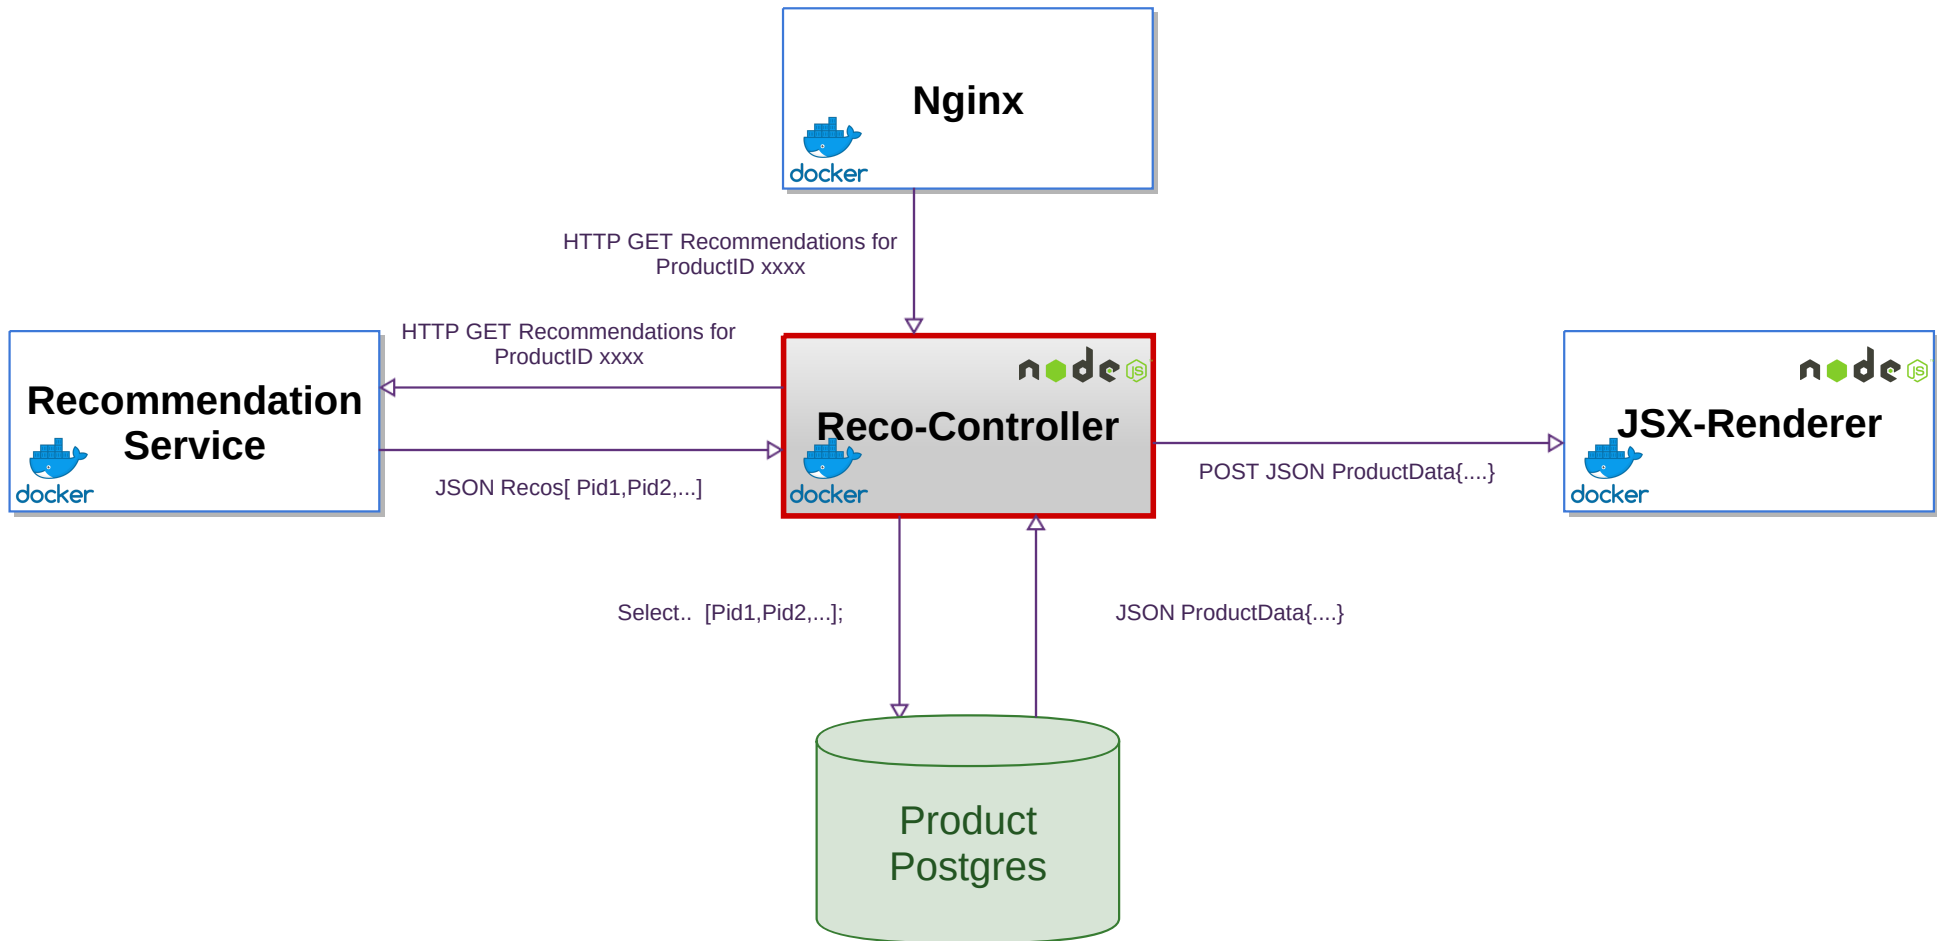 Nginx
docker
HTTP GET Recommendations for
ProductID xxxx
HTTP GET Recommendations for
ProductID xxxx
Recommendation
Service
docker
JSON Recos[ Pid1,Pid2,...]
node
JS
Reco-Controller
docker
POST JSON ProductData{....}
node
JS
JSX-Renderer
docker
Select..  [Pid1,Pid2,...];
JSON ProductData{....}
Product
Postgres